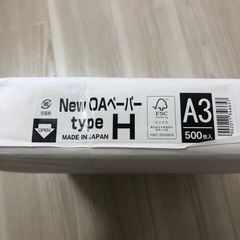 New OAペーパー
type H
MADE IN JAPAN
OPEN
FSC
A3
500枚入